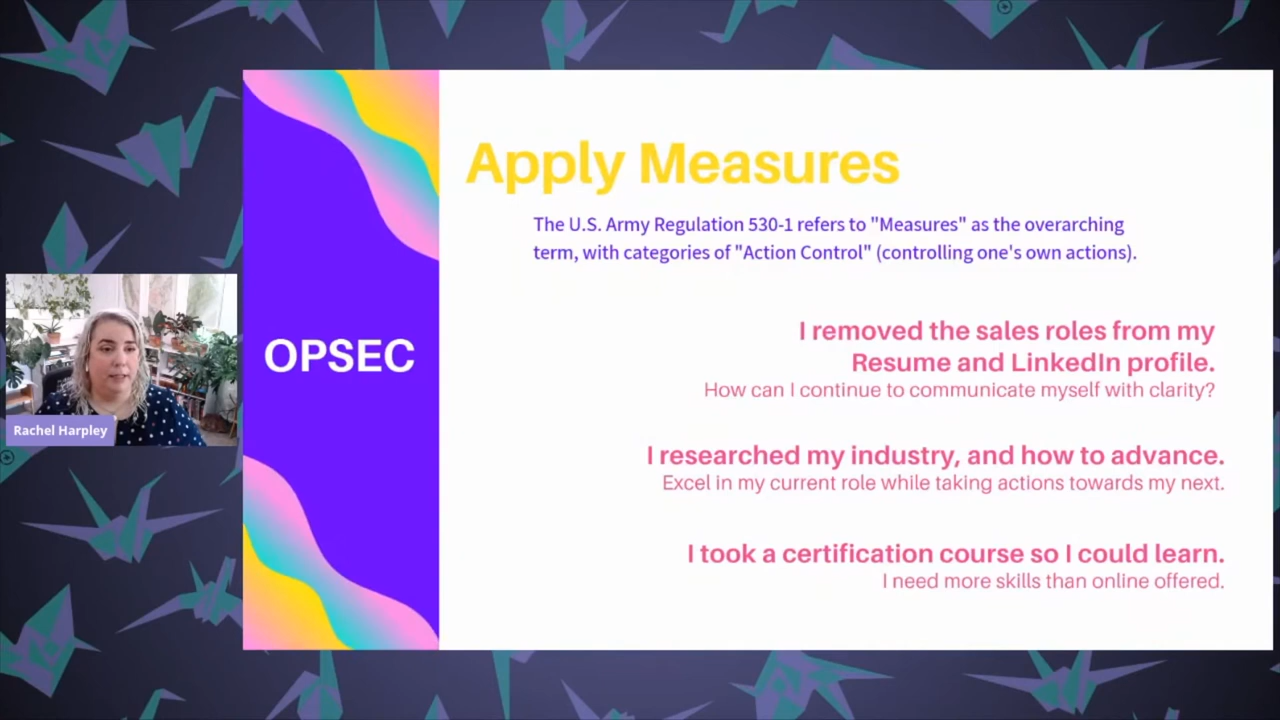 Apply Measures
The U.S. Army Regulation 530-1 refers to "Measures" as the overarching
term, with categories of "Action Control" (controlling one's own actions).
I removed the sales roles from my
Resume and LinkedIn profile.
How can I continue to communicate myself with clarity?
OPSEC
Rachel Harpley
I researched my industry, and how to advance.
Excel in my current role while taking actions towards my next.
I took a certification course so I could learn.
I need more skills than online offered.